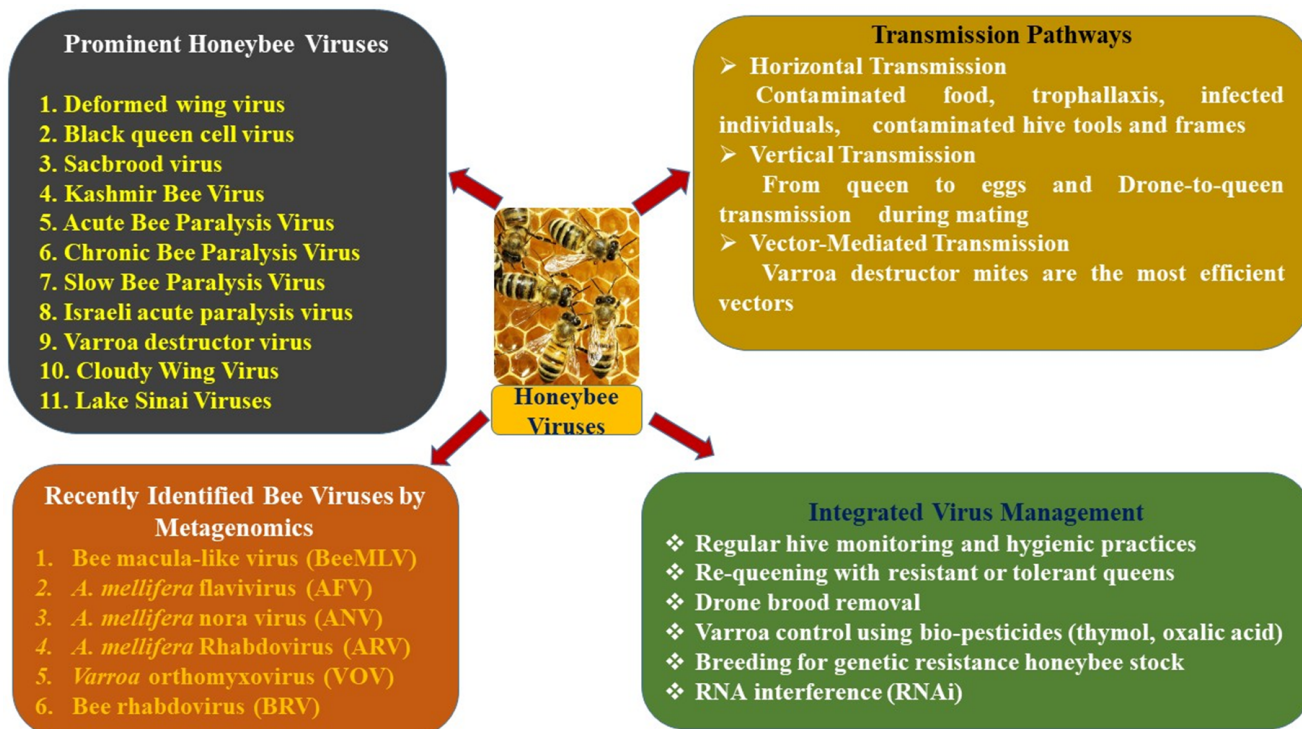 Prominent Honeybee Viruses
1. Deformed wing virus
2. Black queen cell virus
3. Sacbrood virus
4. Kashmir Bee Virus
5. Acute Bee Paralysis Virus
6. Chronic Bee Paralysis Virus
7. Slow Bee Paralysis Virus
8. Israeli acute paralysis virus
9. Varroa destructor virus
10. Cloudy Wing Virus
11. Lake Sinai Viruses
Transmission Pathways
➢ Horizontal Transmission
Contaminated food, trophallaxis, infected
individuals, contaminated hive tools and frames
➢ Vertical Transmission
From queen to eggs and Drone-to-queen
transmission during mating
➢ Vector-Mediated Transmission
Varroa destructor mites are the most efficient
vectors
Honeybee
Viruses
Recently Identified Bee Viruses by
Metagenomics
1. Bee macula-like virus (BeeMLV)
2. A. mellifera flavivirus (AFV)
3. A. mellifera nora virus (ANV)
4. A. mellifera Rhabdovirus (ARV)
5. Varroa orthomyxovirus (VOV)
6. Bee rhabdovirus (BRV)
Integrated Virus Management
❖ Regular hive monitoring and hygienic practices
❖ Re-queening with resistant or tolerant queens
❖ Drone brood removal
❖ Varroa control using bio-pesticides (thymol, oxalic acid)
❖ Breeding for genetic resistance honeybee stock
❖ RNA interference (RNAi)